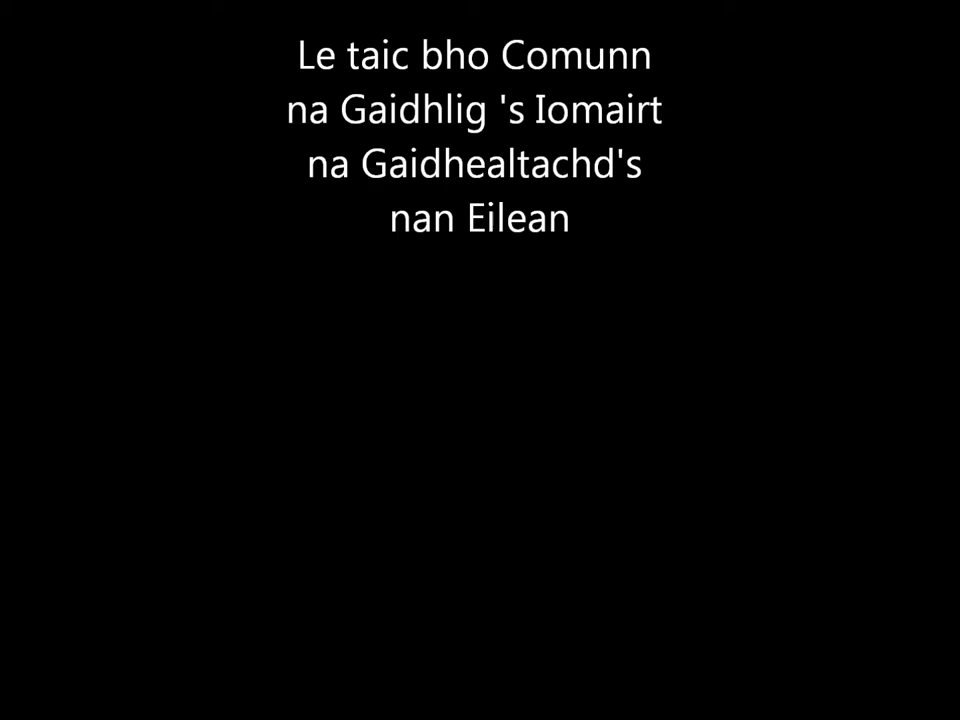 Le taic bho Comunn
na Gaidhlig 's Iomairt
na Gaidhealtachd's
nan Eilean